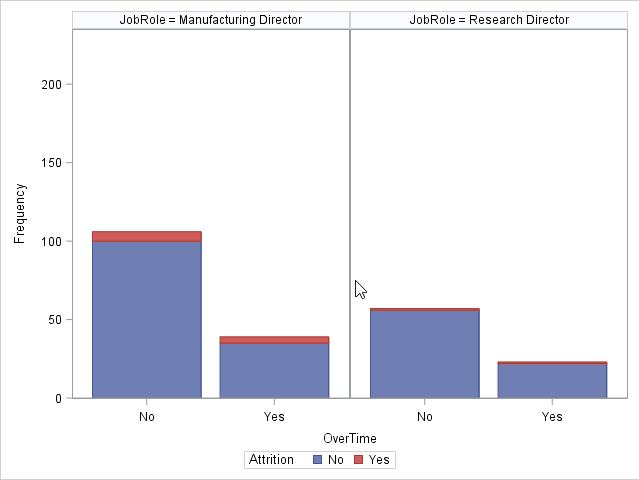 JobRole = Manufacturing Director
JobRole = Research Director
200
150
100
50
0
Frequency
No
Yes
No
Yes
OverTime
Attrition No Yes